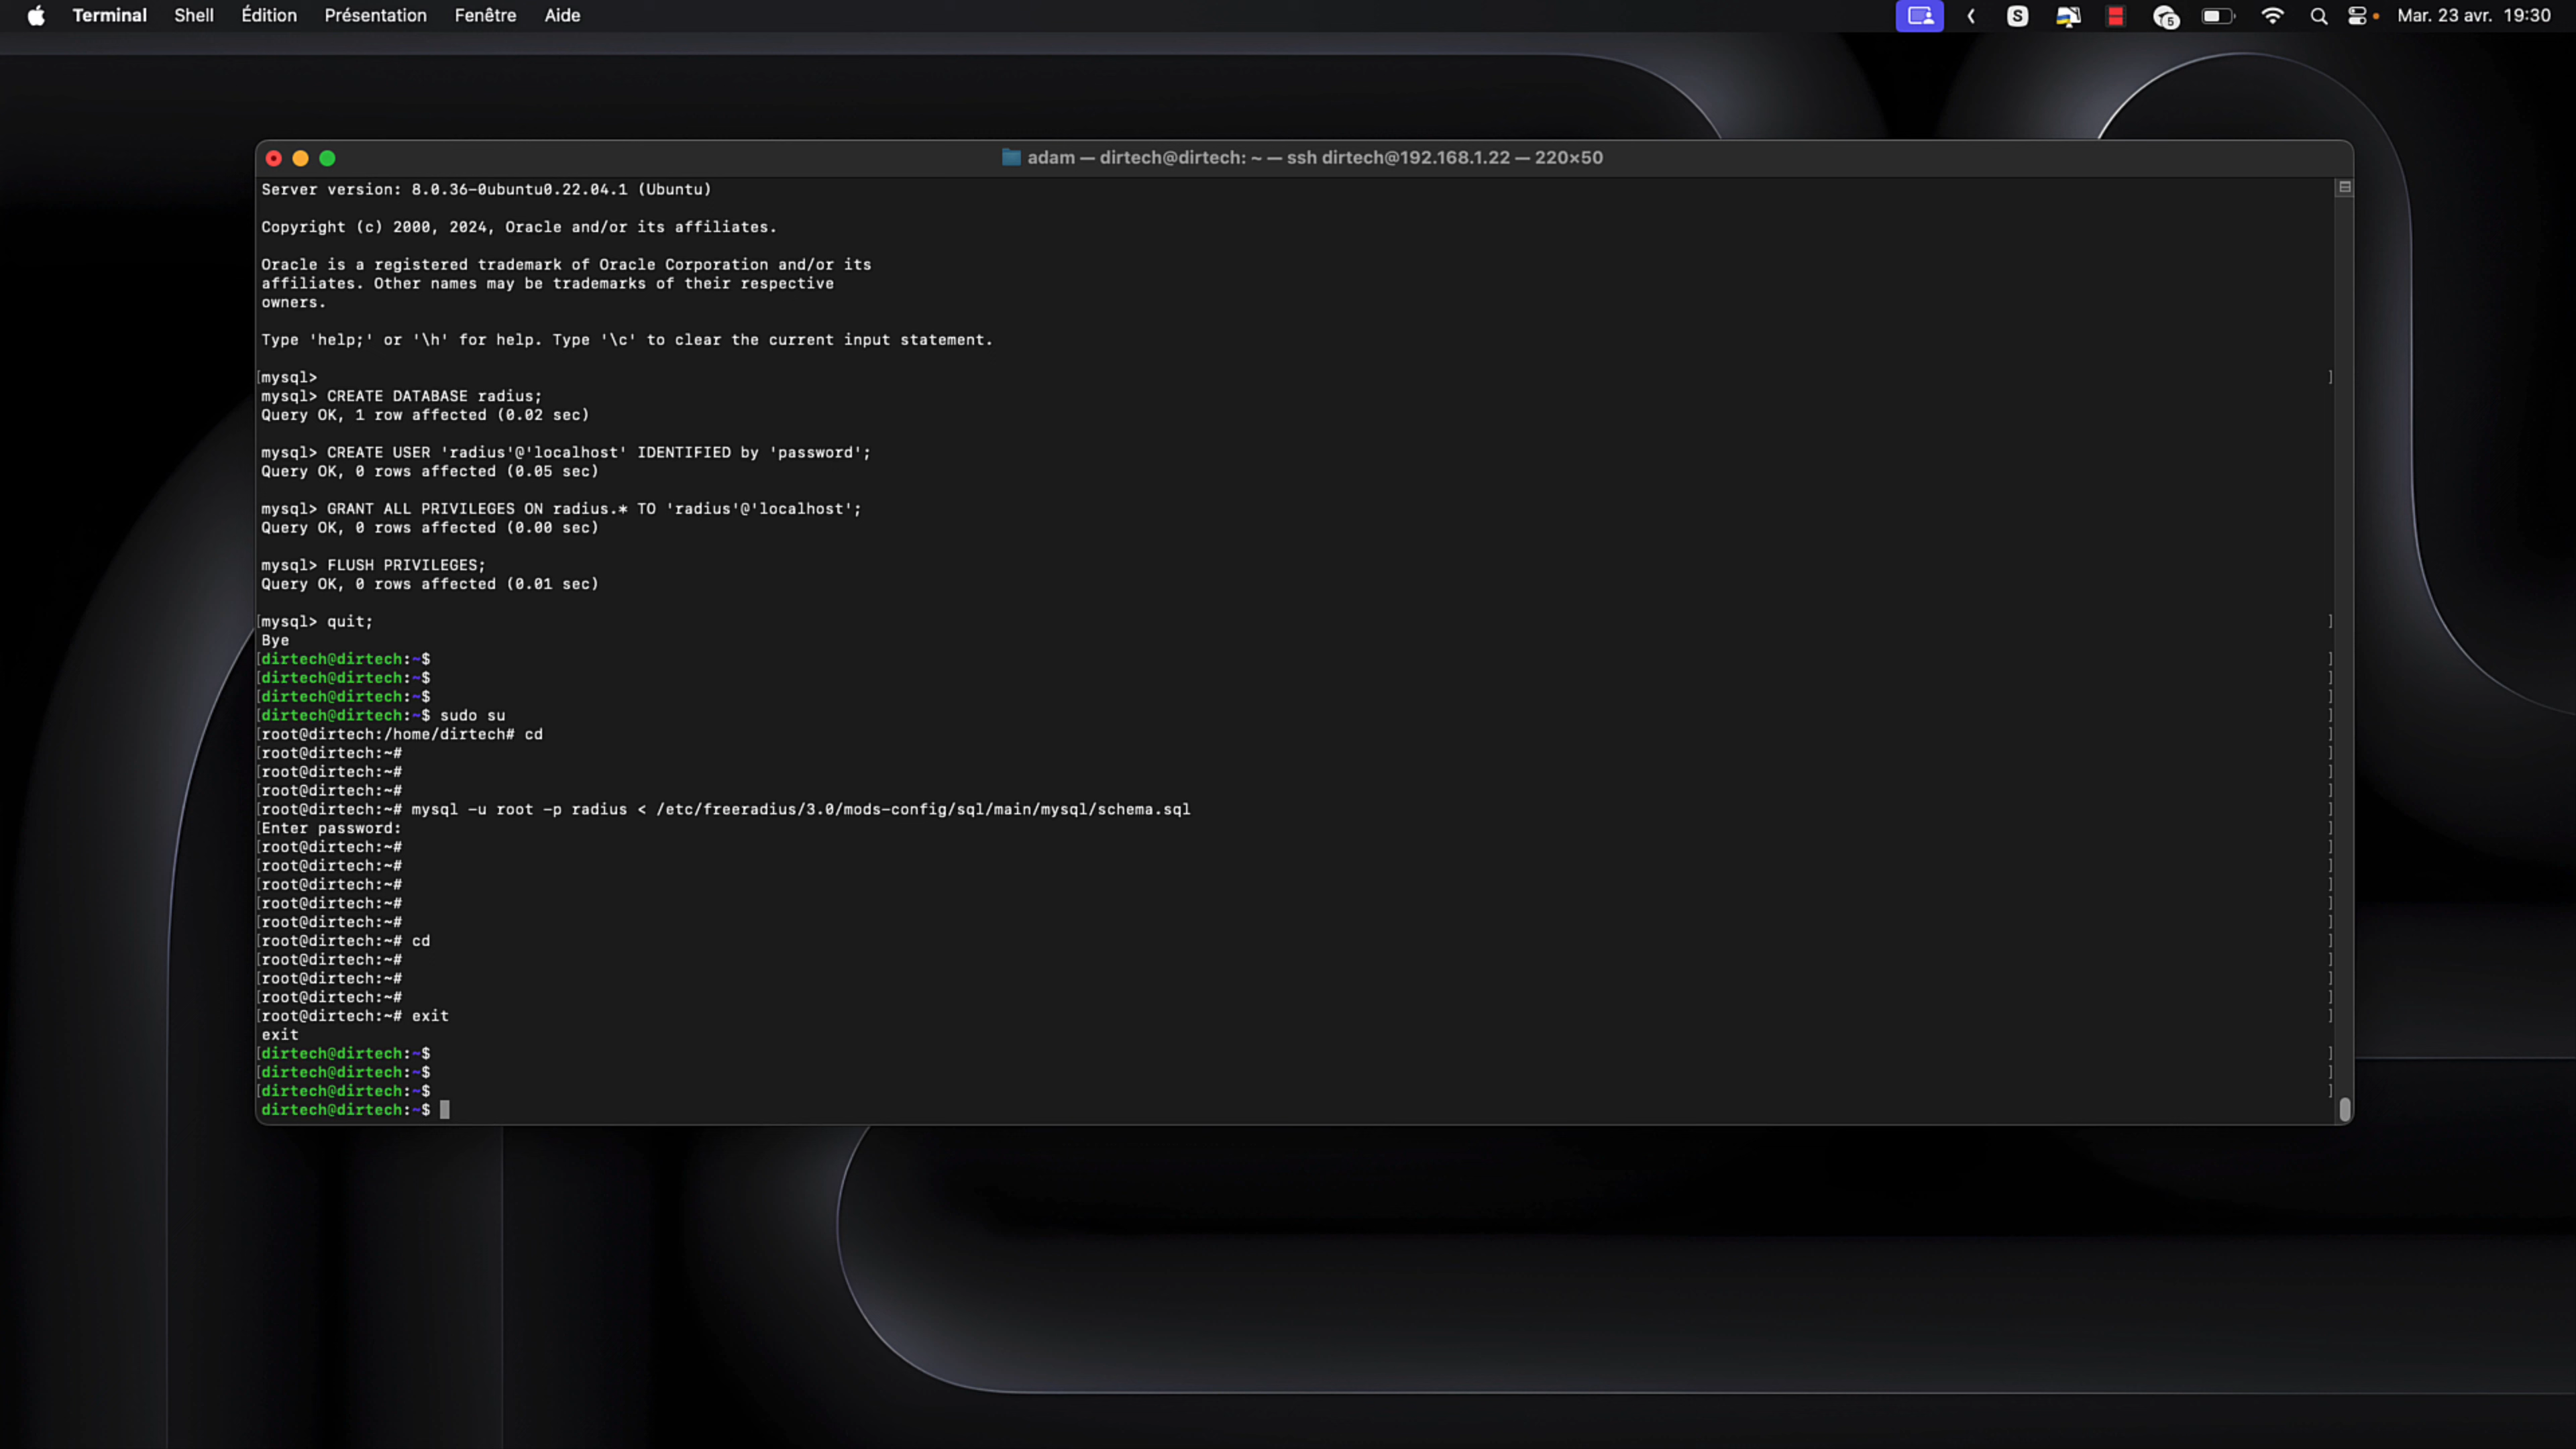 Terminal Shell Édition Présentation Fenêtre Aide S 5 Mar. 23 avr. 19:30
adam — dirtech@dirtech: ~ — ssh dirtech@192.168.1.22 — 220×50
Server version: 8.0.36-0ubuntu0.22.04.1 (Ubuntu)
Copyright (c) 2000, 2024, Oracle and/or its affiliates.
Oracle is a registered trademark of Oracle Corporation and/or its
affiliates. Other names may be trademarks of their respective
owners.
Type 'help;' or '\h' for help. Type '\c' to clear the current input statement.
[mysql> ]
mysql> CREATE DATABASE radius;
Query OK, 1 row affected (0.02 sec)
mysql> CREATE USER 'radius'@'localhost' IDENTIFIED by 'password';
Query OK, 0 rows affected (0.05 sec)
mysql> GRANT ALL PRIVILEGES ON radius.* TO 'radius'@'localhost';
Query OK, 0 rows affected (0.00 sec)
mysql> FLUSH PRIVILEGES;
Query OK, 0 rows affected (0.01 sec)
[mysql> quit; ]
Bye
[dirtech@dirtech:~$ ]
[dirtech@dirtech:~$ ]
[dirtech@dirtech:~$ ]
[dirtech@dirtech:~$ sudo su ]
[root@dirtech:/home/dirtech# cd ]
[root@dirtech:~# ]
[root@dirtech:~# ]
[root@dirtech:~# ]
[root@dirtech:~# mysql -u root -p radius < /etc/freeradius/3.0/mods-config/sql/main/mysql/schema.sql ]
[Enter password: ]
[root@dirtech:~# ]
[root@dirtech:~# ]
[root@dirtech:~# ]
[root@dirtech:~# ]
[root@dirtech:~# ]
[root@dirtech:~# cd ]
[root@dirtech:~# ]
[root@dirtech:~# ]
[root@dirtech:~# ]
[root@dirtech:~# exit ]
exit
[dirtech@dirtech:~$ ]
[dirtech@dirtech:~$ ]
[dirtech@dirtech:~$ ]
dirtech@dirtech:~$